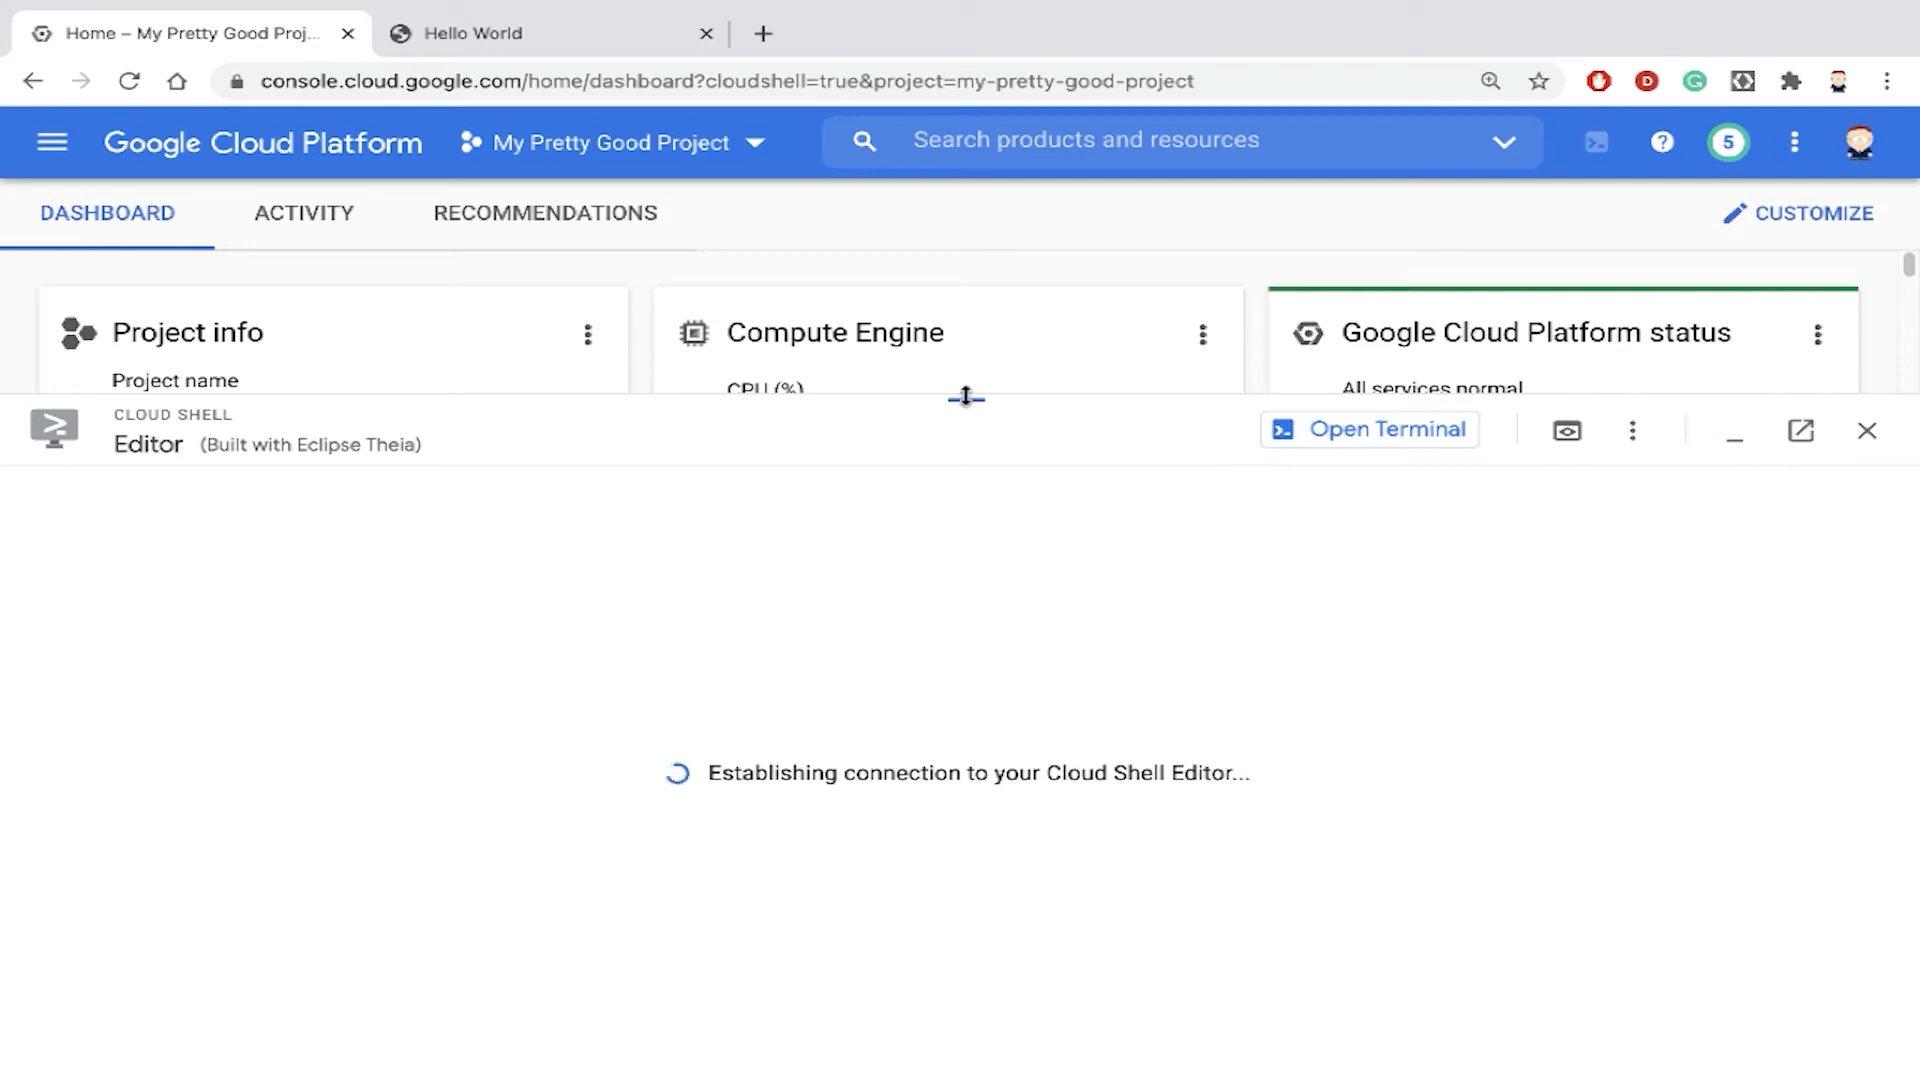 Home – My Pretty Good Proj...
Hello World
console.cloud.google.com/home/dashboard?cloudshell=true&project=my-pretty-good-project
Google Cloud Platform
My Pretty Good Project
Search products and resources
5
DASHBOARD
ACTIVITY
RECOMMENDATIONS
CUSTOMIZE
Project info
Project name
Compute Engine
CPU (%)
Google Cloud Platform status
All services normal
CLOUD SHELL
Editor (Built with Eclipse Theia)
Open Terminal
Establishing connection to your Cloud Shell Editor...